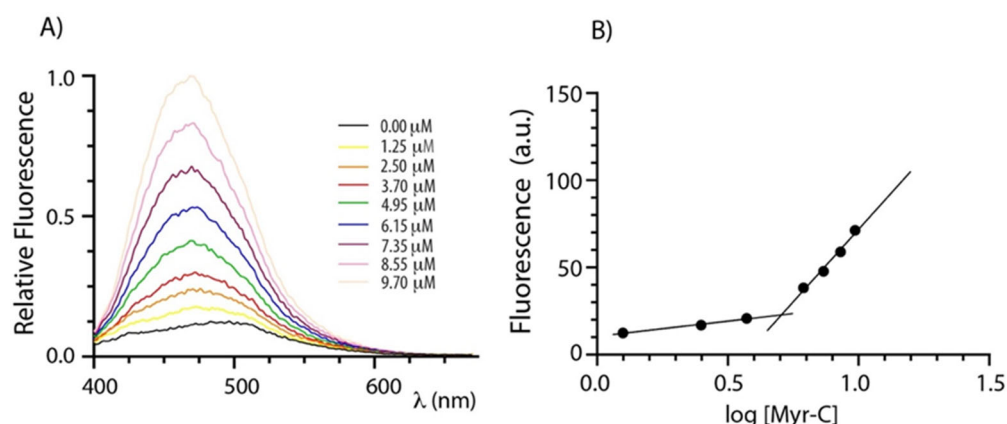 A)
Relative Fluorescence
1.0
0.5
0.0
400
500
600
λ (nm)
0.00 μM
1.25 μM
2.50 μM
3.70 μM
4.95 μM
6.15 μM
7.35 μM
8.55 μM
9.70 μM
B)
Fluorescence (a.u.)
150
100
50
0
0.0
0.5
1.0
1.5
log [Myr-C]